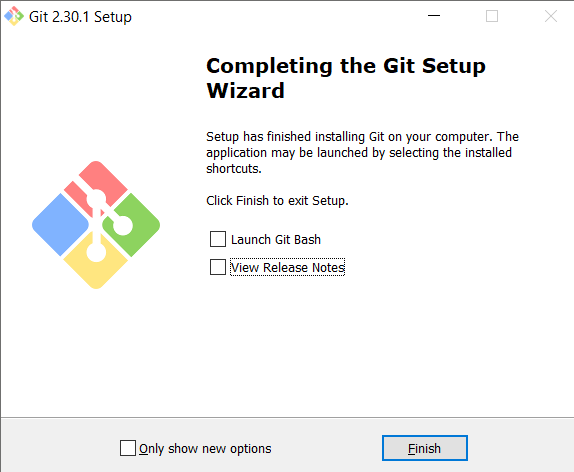 Git 2.30.1 Setup
Completing the Git Setup
Wizard
Setup has finished installing Git on your computer. The
application may be launched by selecting the installed
shortcuts.
Click Finish to exit Setup.
Launch Git Bash
View Release Notes
Only show new options
Finish